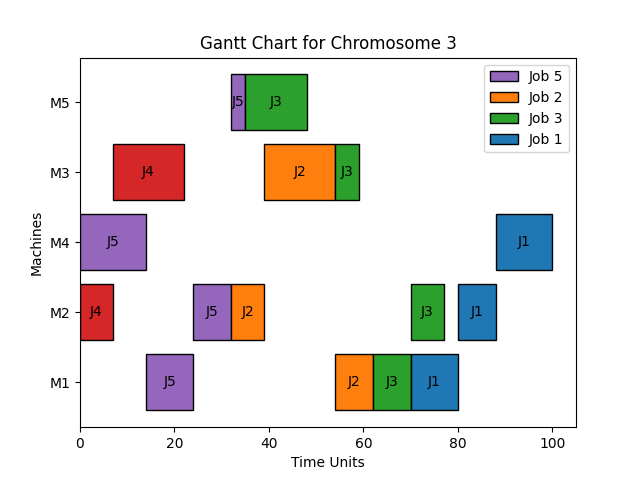 Gantt Chart for Chromosome 3
Job 5
Job 2
Job 3
Job 1
M5
J5 J3
M3
J4 J2 J3
M4
J5 J1
M2
J4 J5 J2 J3 J1
M1
J5 J2 J3 J1
Machines
0 20 40 60 80 100
Time Units